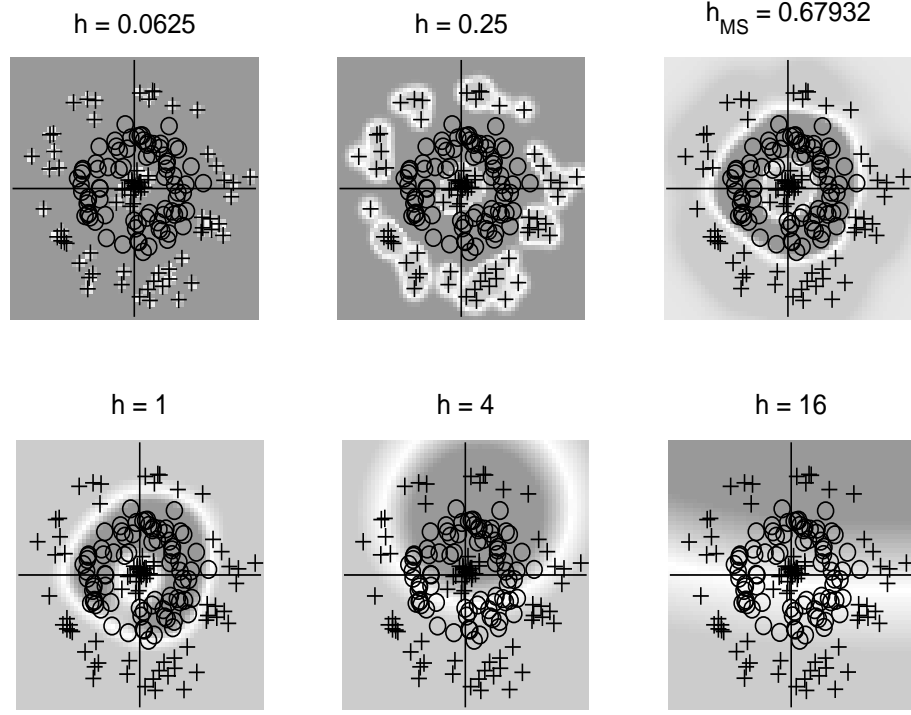 h = 0.0625
h = 0.25
h_MS = 0.67932
h = 1
h = 4
h = 16